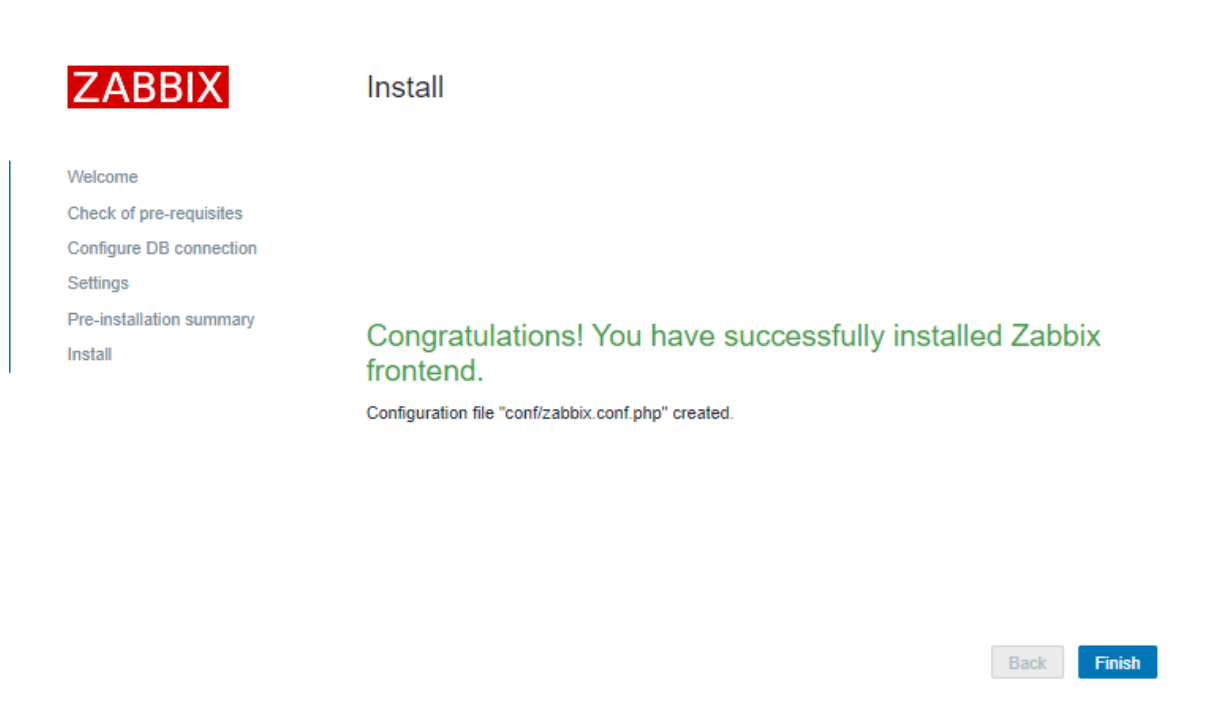 ZABBIX
Install
Welcome
Check of pre-requisites
Configure DB connection
Settings
Pre-installation summary
Install
Congratulations! You have successfully installed Zabbix
frontend.
Configuration file "conf/zabbix.conf.php" created.
Back
Finish